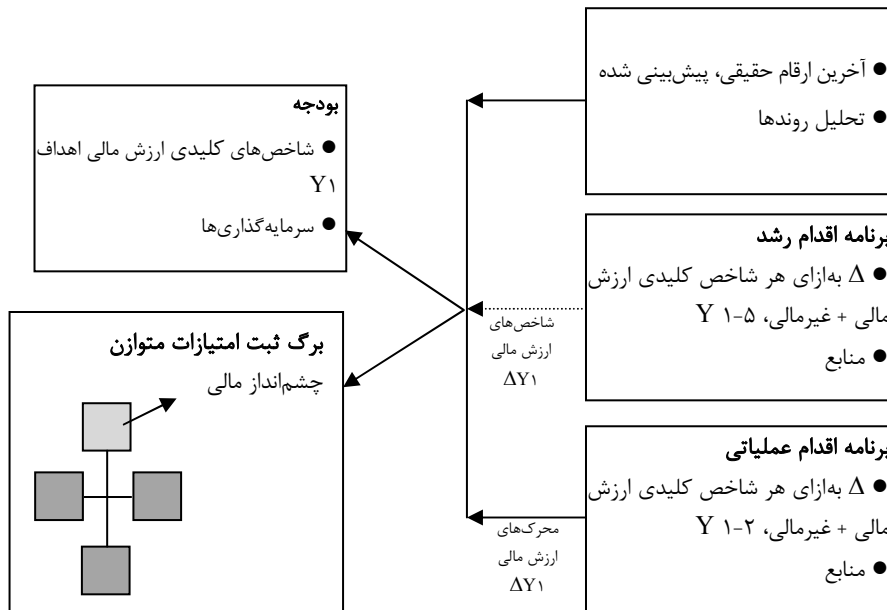 آخرین ارقام حقیقی، پیش‌بینی شده
تحلیل روندها
برنامه اقدام رشد
Δ به‌ازای هر شاخص کلیدی ارزش
مالی + غیرمالی، Y ۱-۵
منابع
برنامه اقدام عملیاتی
Δ به‌ازای هر شاخص کلیدی ارزش
مالی + غیرمالی، Y ۱-۲
منابع
شاخص‌های
ارزش مالی
ΔY۱
محرک‌های
ارزش مالی
ΔY۱
بودجه
شاخص‌های کلیدی ارزش مالی اهداف
Y۱
سرمایه‌گذاری‌ها
برگ ثبت امتیازات متوازن
چشم‌انداز مالی